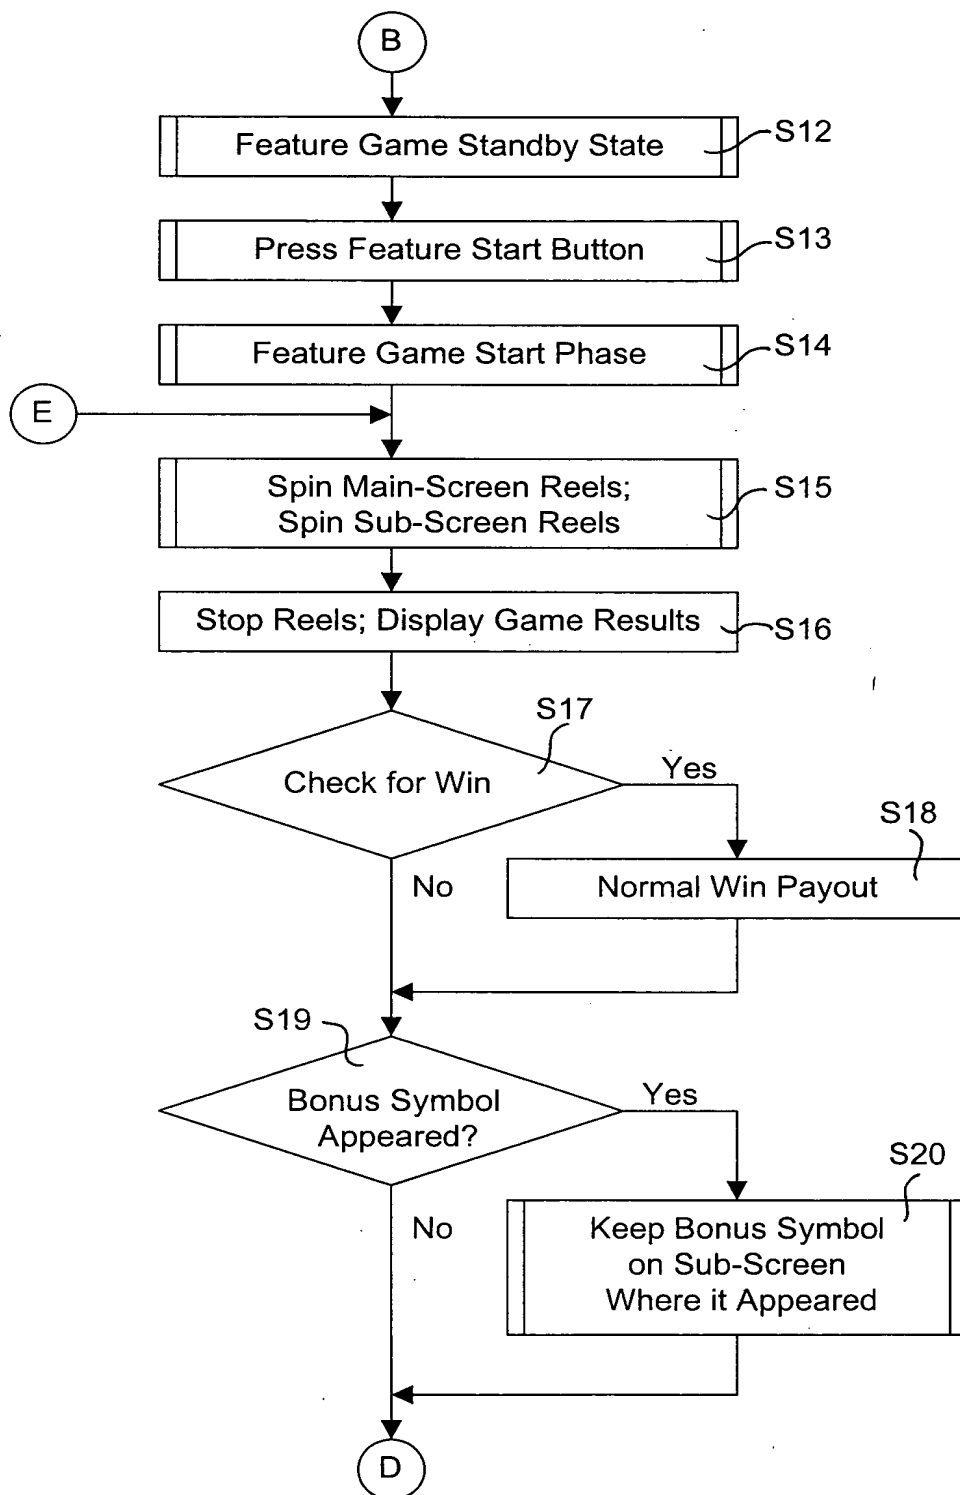 B
Feature Game Standby State
S12
Press Feature Start Button
S13
Feature Game Start Phase
S14
E
Spin Main-Screen Reels;
Spin Sub-Screen Reels
S15
Stop Reels; Display Game Results
S16
S17
Check for Win
Yes
S18
No
Normal Win Payout
S19
Bonus Symbol
Appeared?
Yes
S20
No
Keep Bonus Symbol
on Sub-Screen
Where it Appeared
D